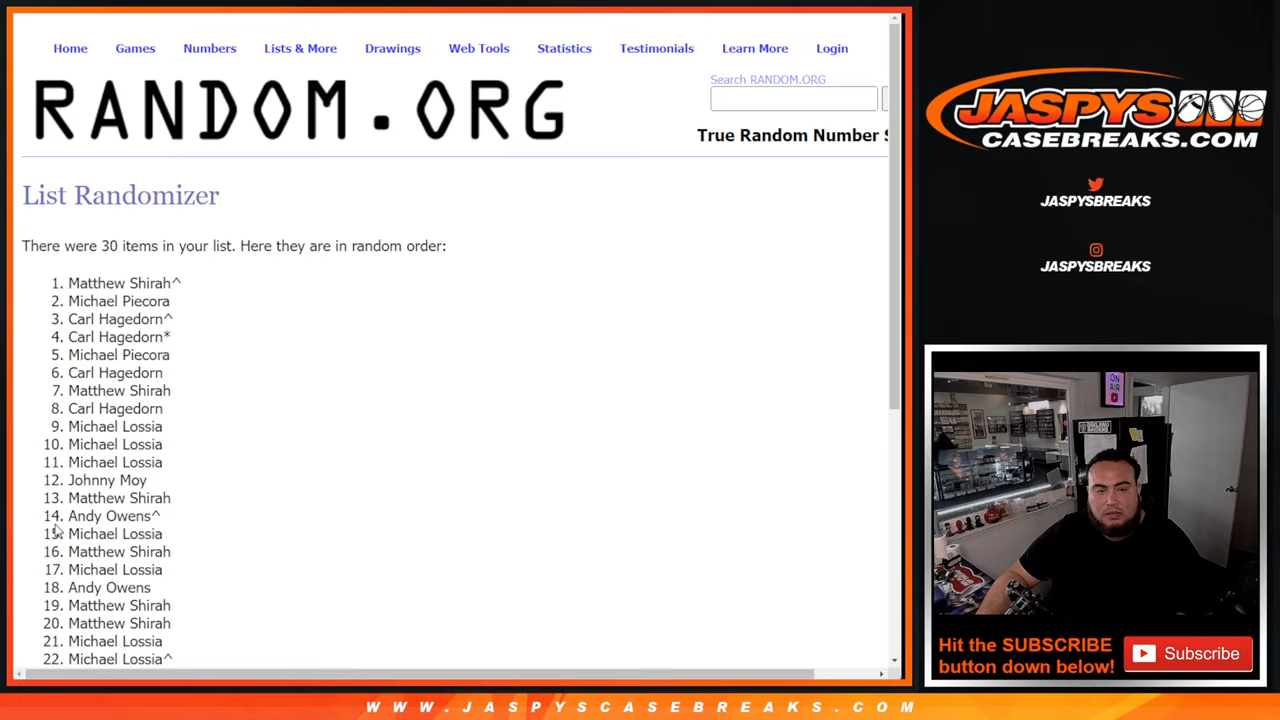 Home Games Numbers Lists & More Drawings Web Tools Statistics Testimonials Learn More Login
RANDOM.ORG
Search RANDOM.ORG
True Random Number S
List Randomizer
There were 30 items in your list. Here they are in random order:
1. Matthew Shirah^
2. Michael Piecora
3. Carl Hagedorn^
4. Carl Hagedorn*
5. Michael Piecora
6. Carl Hagedorn
7. Matthew Shirah
8. Carl Hagedorn
9. Michael Lossia
10. Michael Lossia
11. Michael Lossia
12. Johnny Moy
13. Matthew Shirah
14. Andy Owens^
15. Michael Lossia
16. Matthew Shirah
17. Michael Lossia
18. Andy Owens
19. Matthew Shirah
20. Matthew Shirah
21. Michael Lossia
22. Michael Lossia^
JASPYS
CASEBREAKS.COM
JASPYSBREAKS
JASPYSBREAKS
ON
AIR
Hit the SUBSCRIBE
button down below!
Subscribe
WWW.JASPYSCASEBREAKS.COM